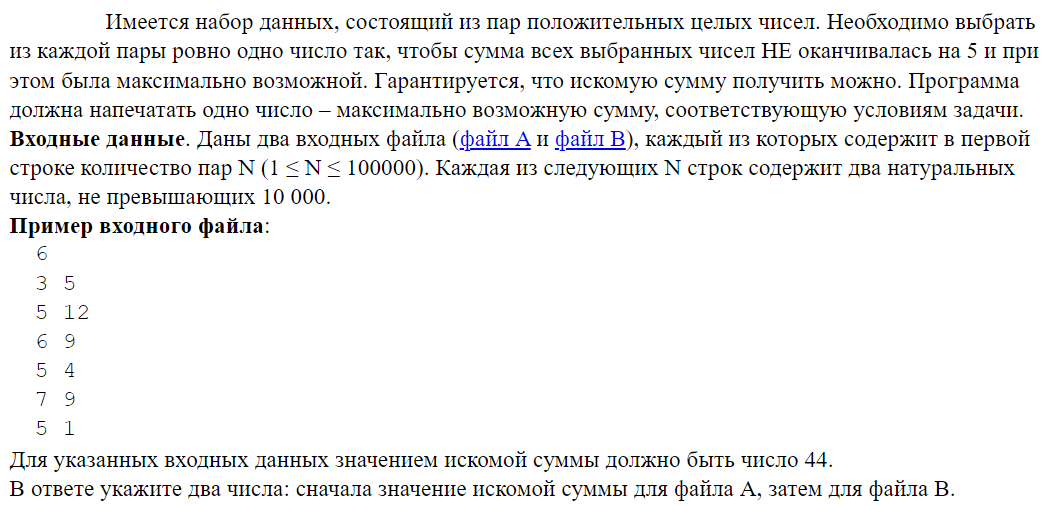 Имеется набор данных, состоящий из пар положительных целых чисел. Необходимо выбрать
из каждой пары ровно одно число так, чтобы сумма всех выбранных чисел НЕ оканчивалась на 5 и при
этом была максимально возможной. Гарантируется, что искомую сумму получить можно. Программа
должна напечатать одно число – максимально возможную сумму, соответствующую условиям задачи.
Входные данные. Даны два входных файла (файл A и файл B), каждый из которых содержит в первой
строке количество пар N (1 ≤ N ≤ 100000). Каждая из следующих N строк содержит два натуральных
числа, не превышающих 10 000.
Пример входного файла:
6
3 5
5 12
6 9
5 4
7 9
5 1
Для указанных входных данных значением искомой суммы должно быть число 44.
В ответе укажите два числа: сначала значение искомой суммы для файла А, затем для файла B.